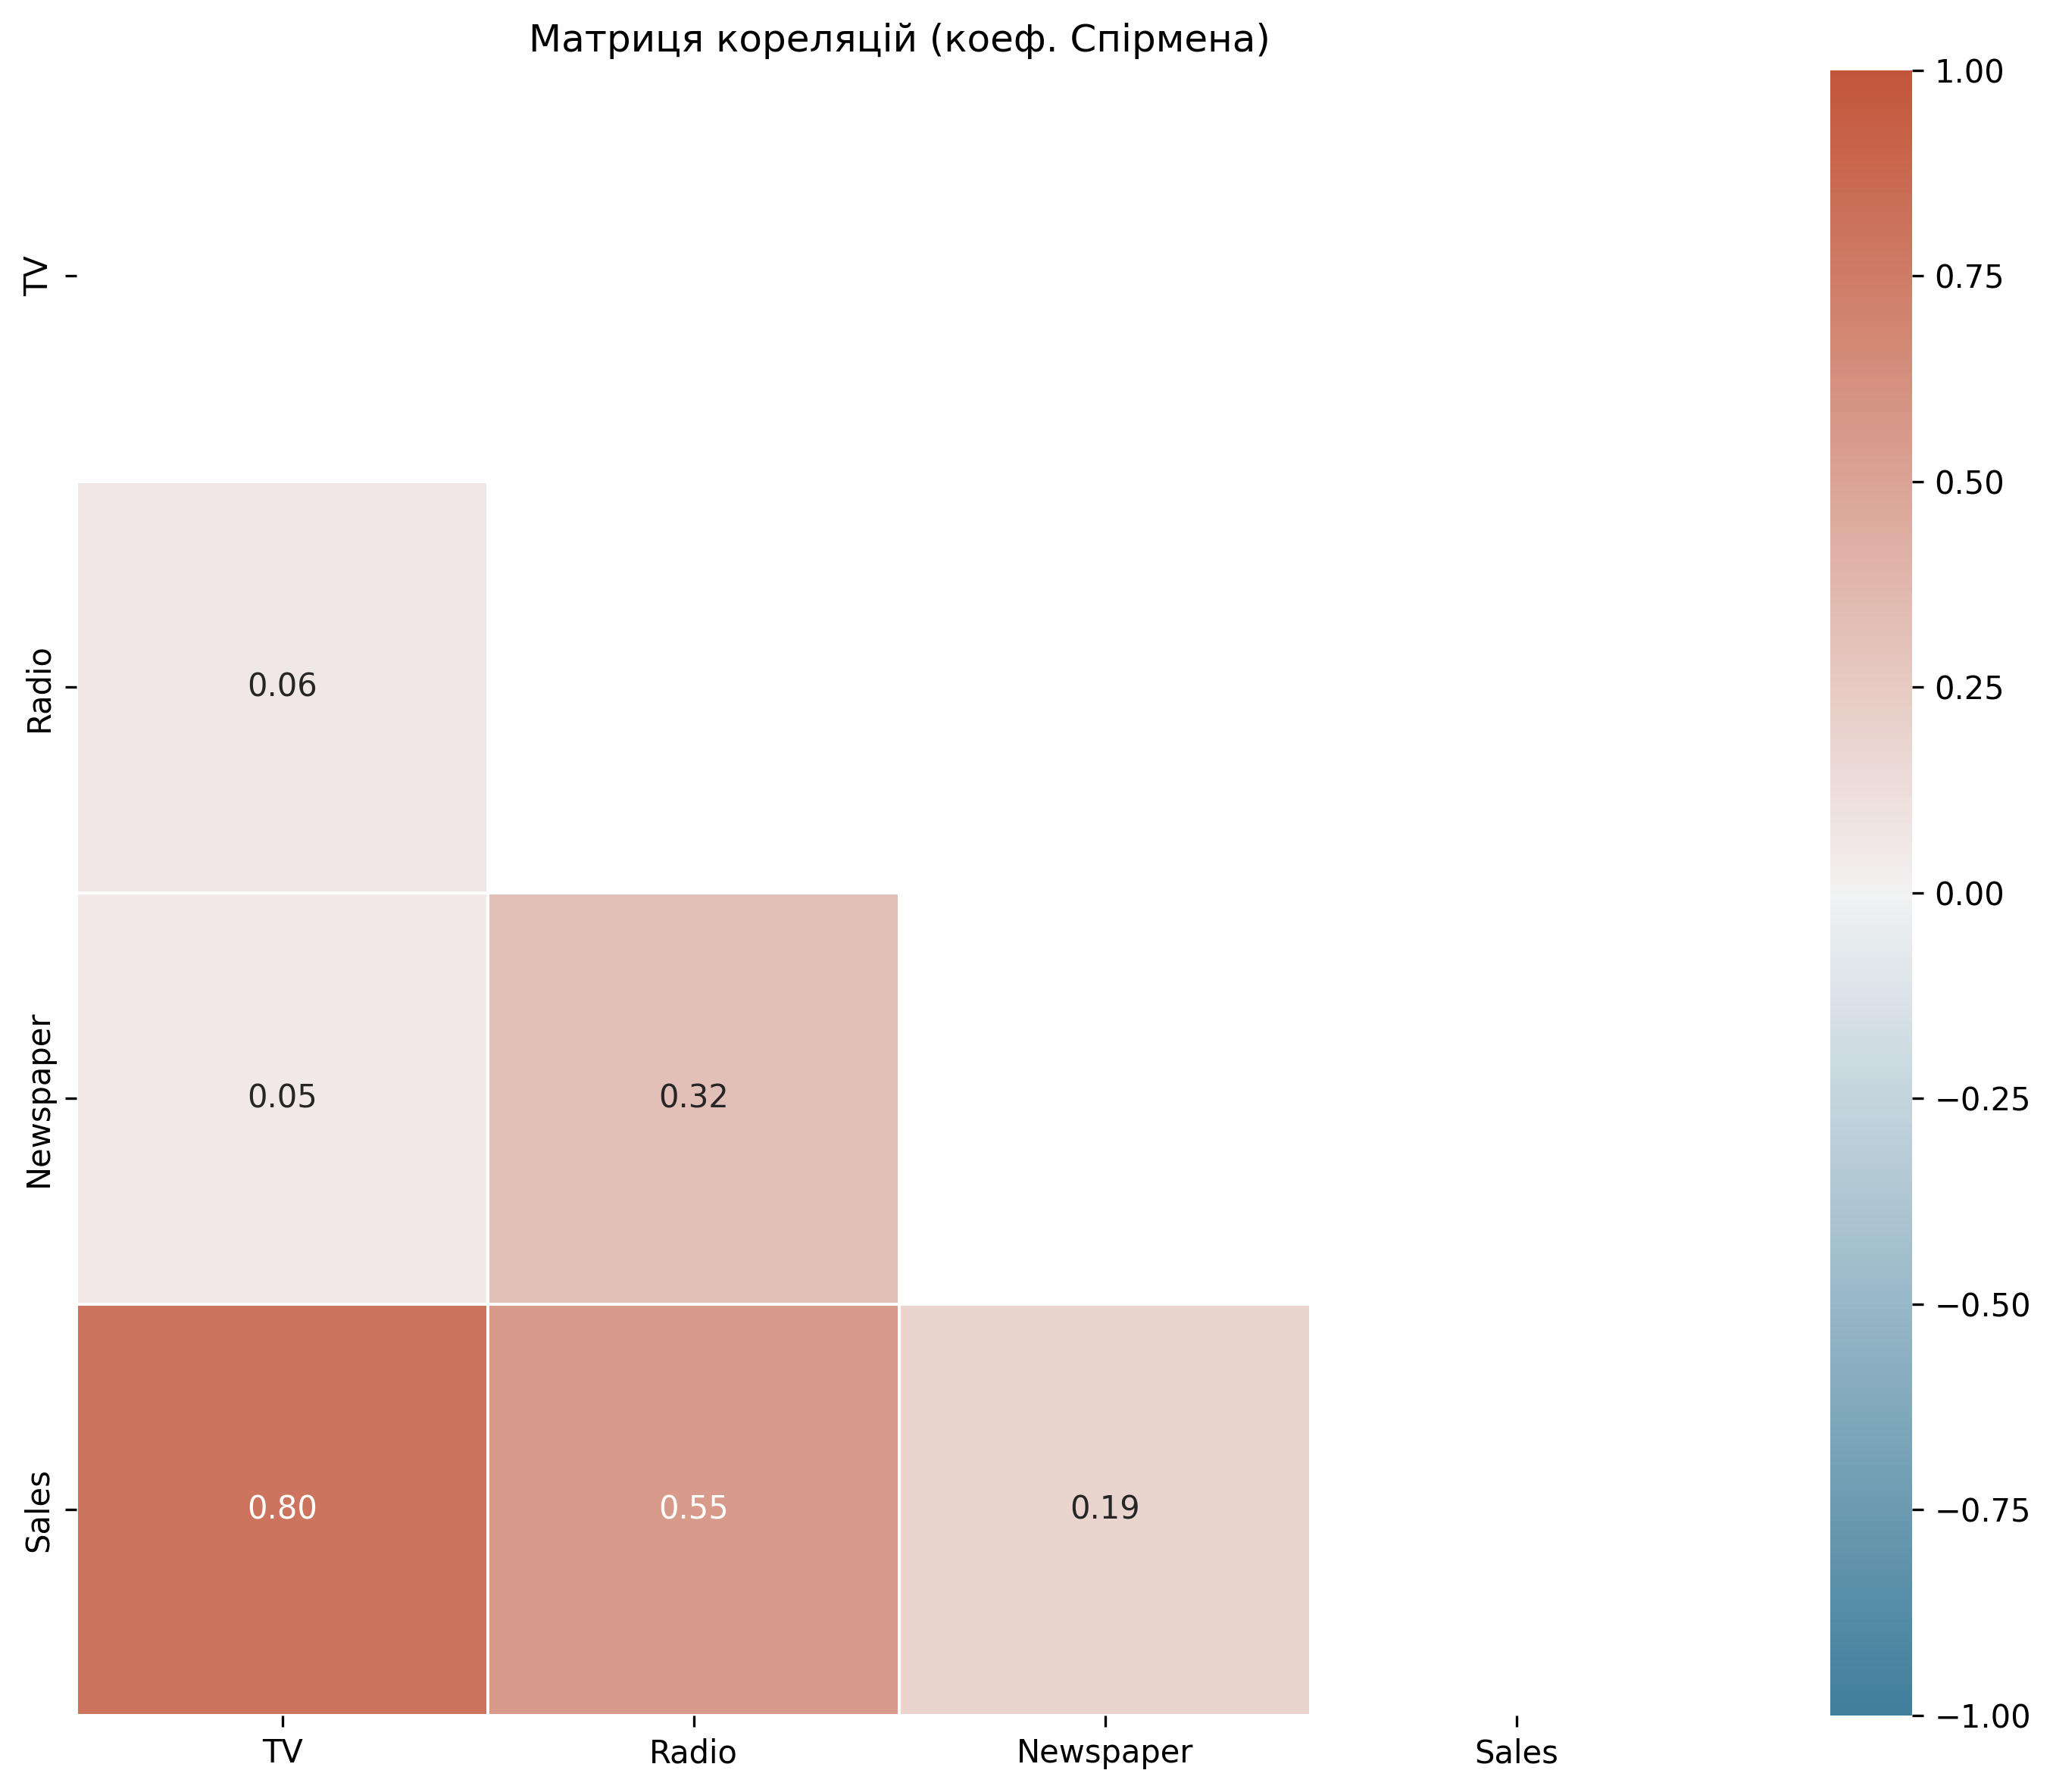 Матриця кореляцій (коеф. Спірмена)
TV
Radio
Newspaper
Sales
0.06
0.05
0.32
0.80
0.55
0.19
TV
Radio
Newspaper
Sales
1.00
0.75
0.50
0.25
0.00
−0.25
−0.50
−0.75
−1.00